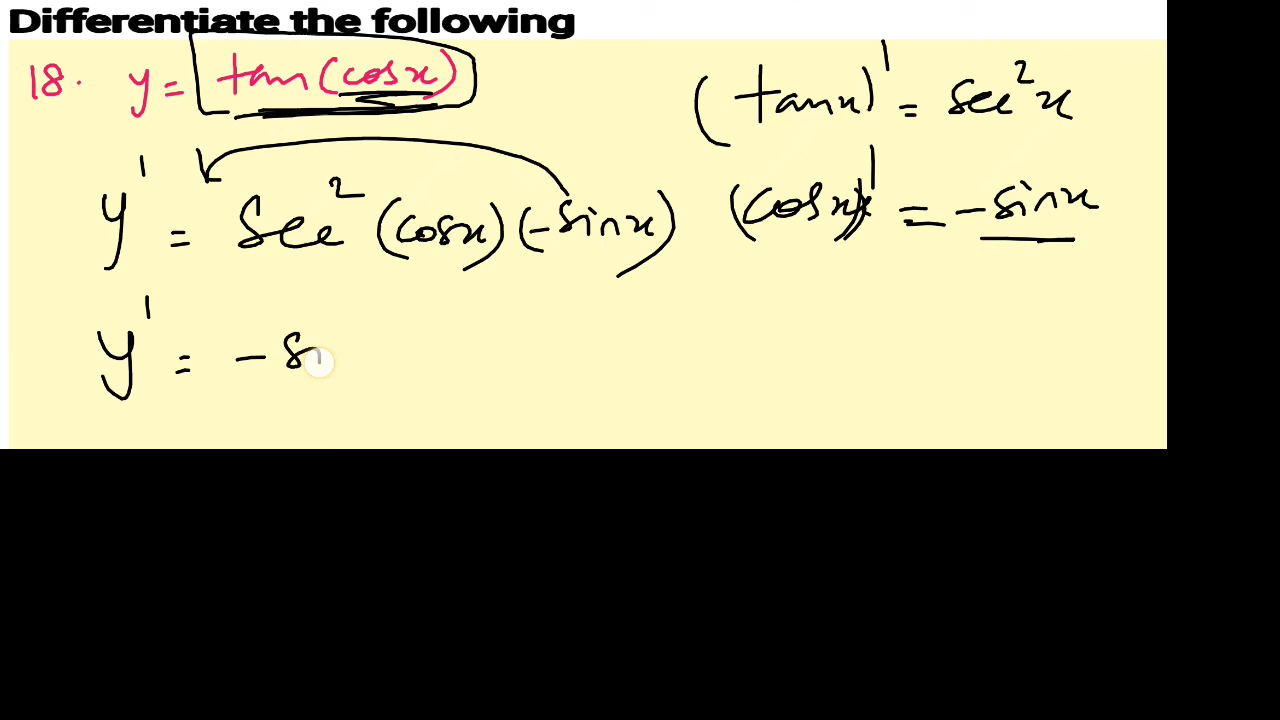 Differentiate the following
18. y = tan(cosx)
(tanx)' = sec²x
y' = sec²(cosx)(-sinx)
(cosx)' = -sinx
y' = - s